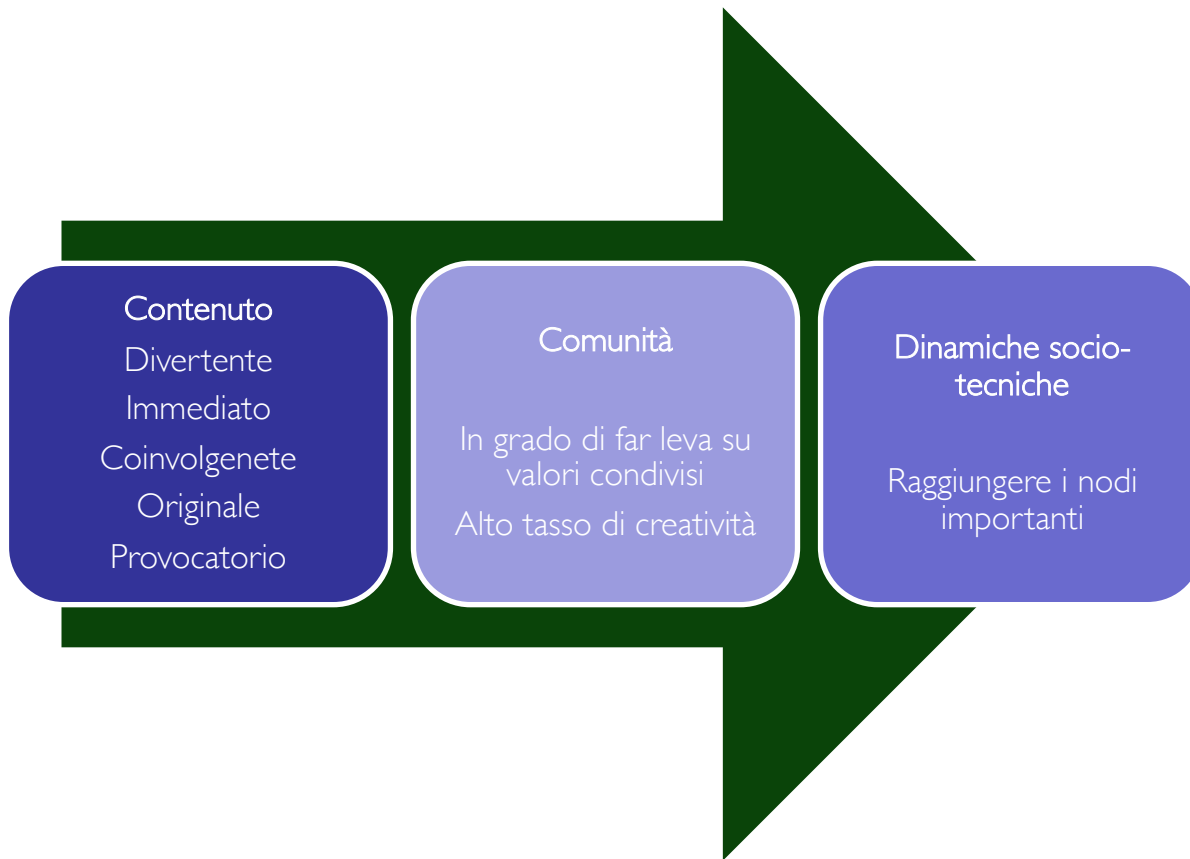 Contenuto
Divertente
Immediato
Coinvolgenete
Originale
Provocatorio
Comunità
In grado di far leva su
valori condivisi
Alto tasso di creatività
Dinamiche socio-
tecniche
Raggiungere i nodi
importanti